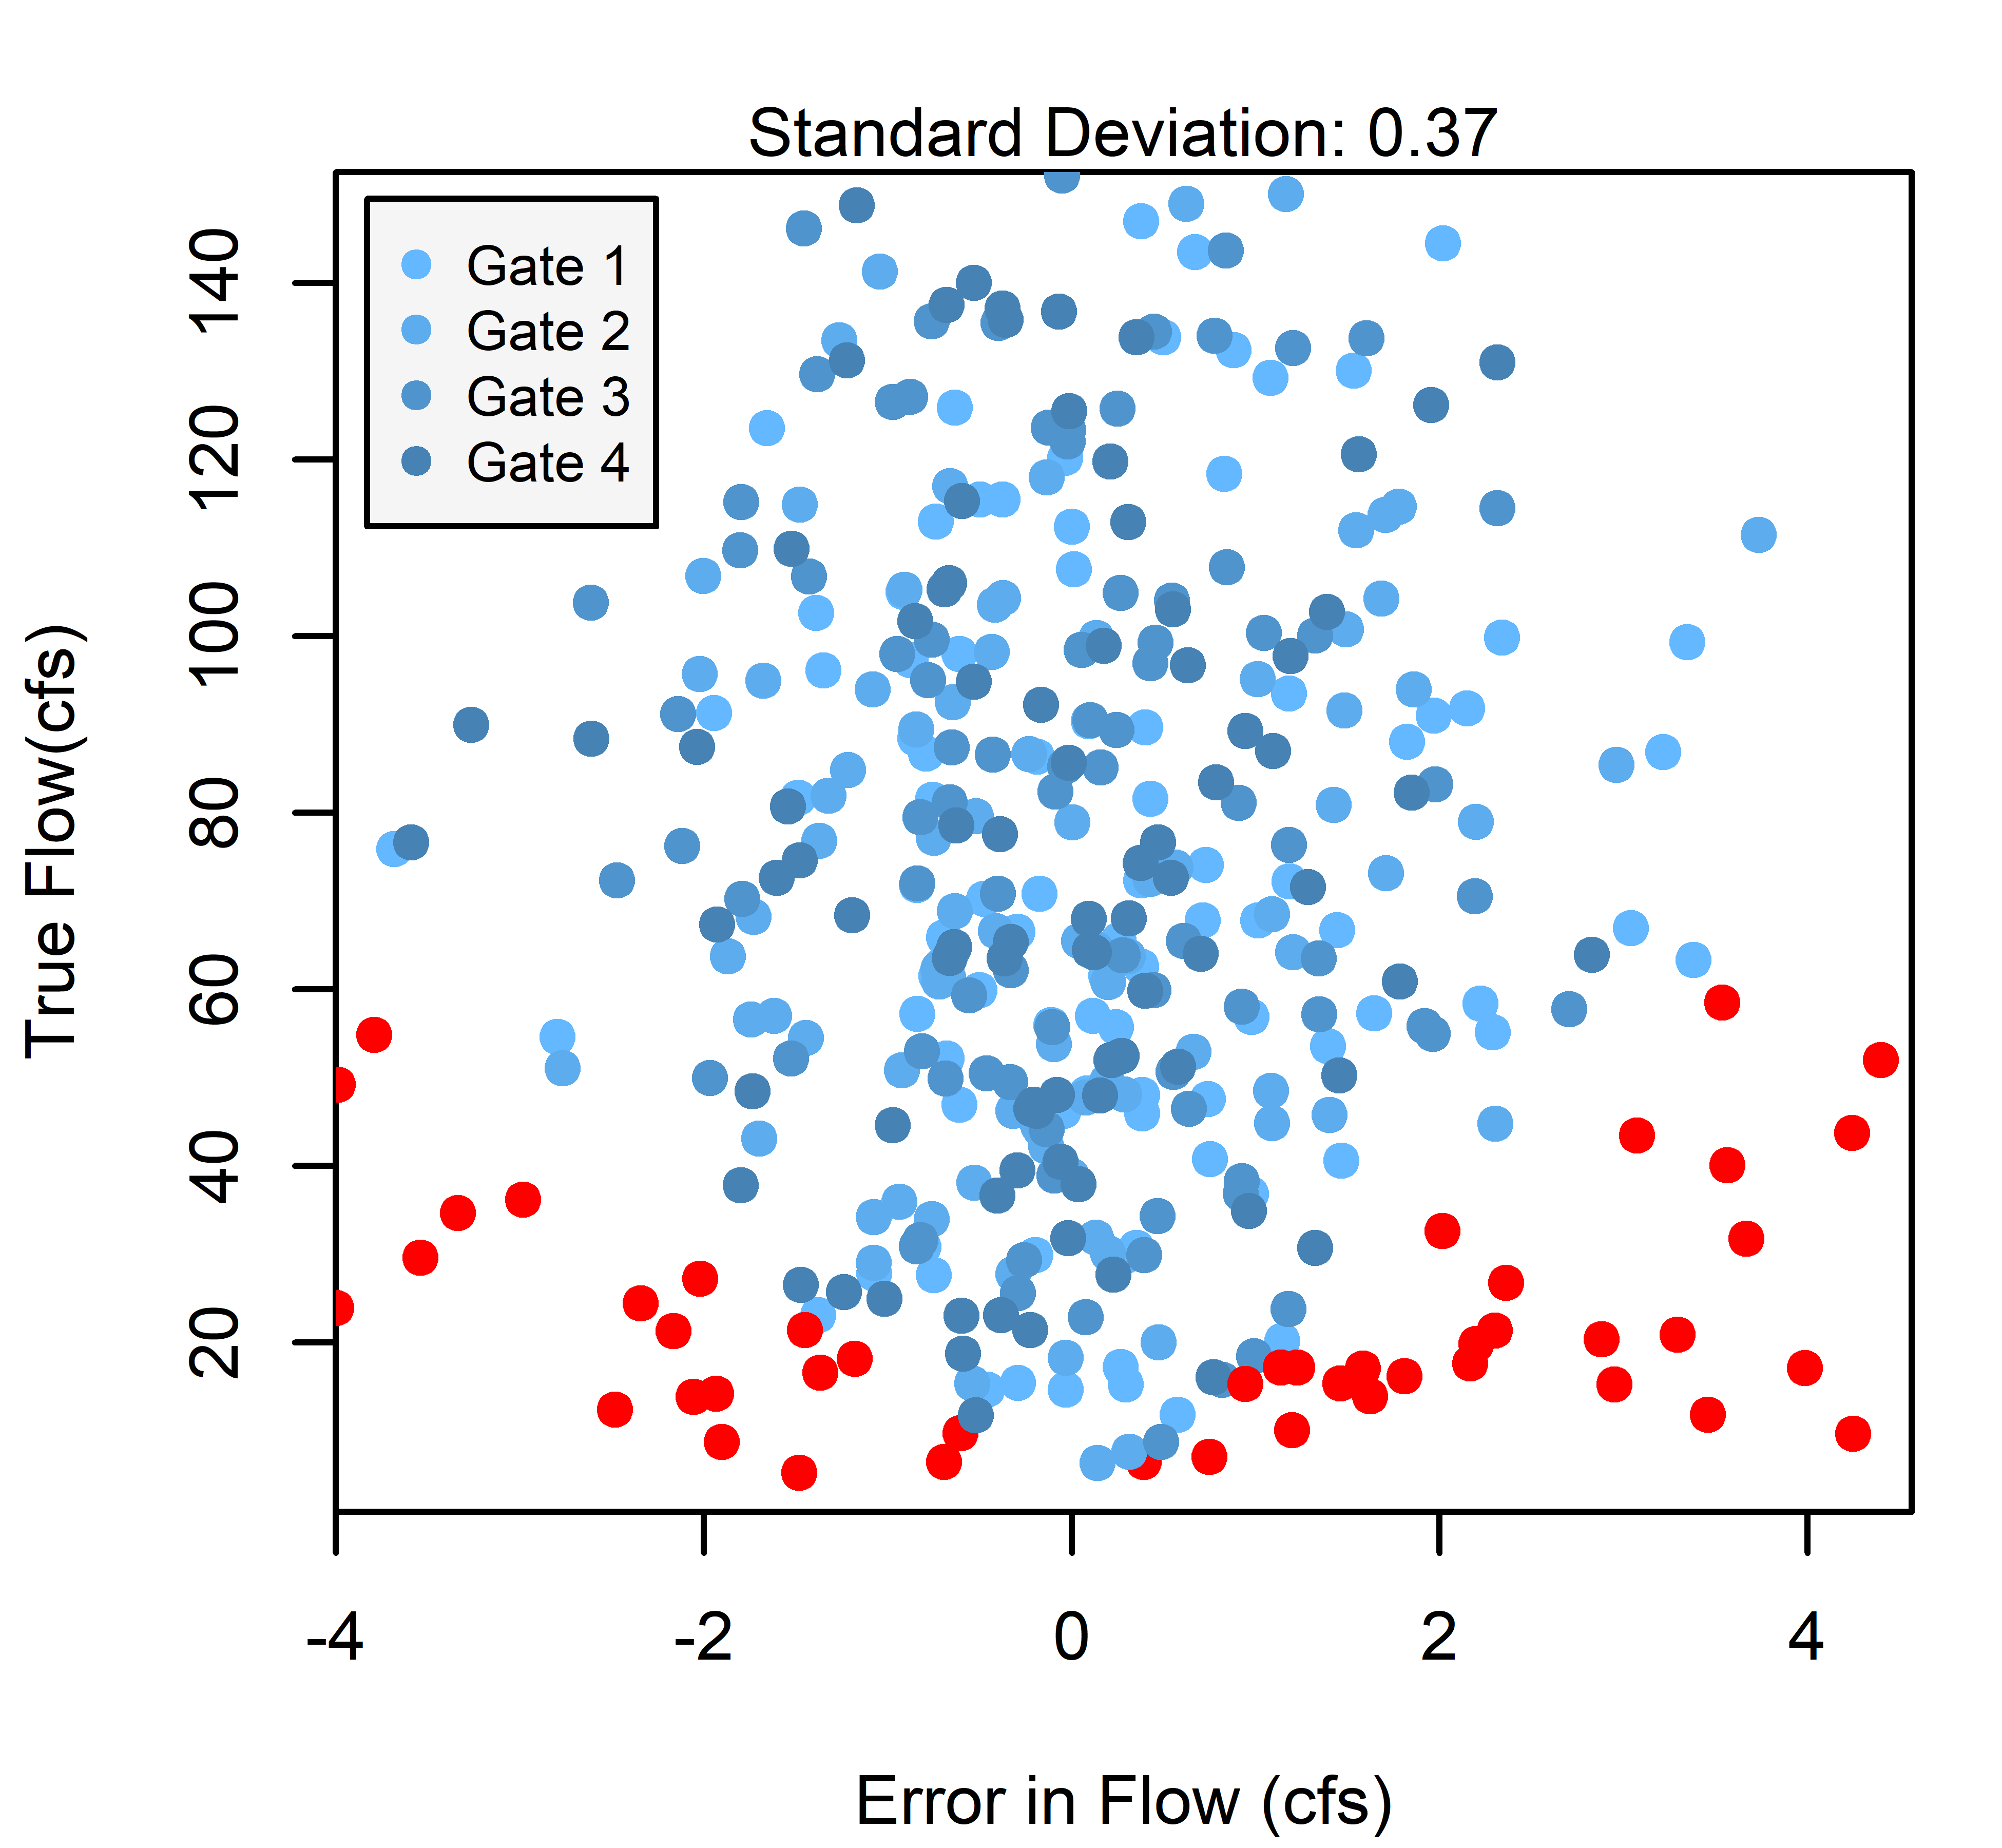 Standard Deviation: 0.37
Gate 1
Gate 2
Gate 3
Gate 4
True Flow(cfs)
140
120
100
80
60
40
20
-4 -2 0 2 4
Error in Flow (cfs)